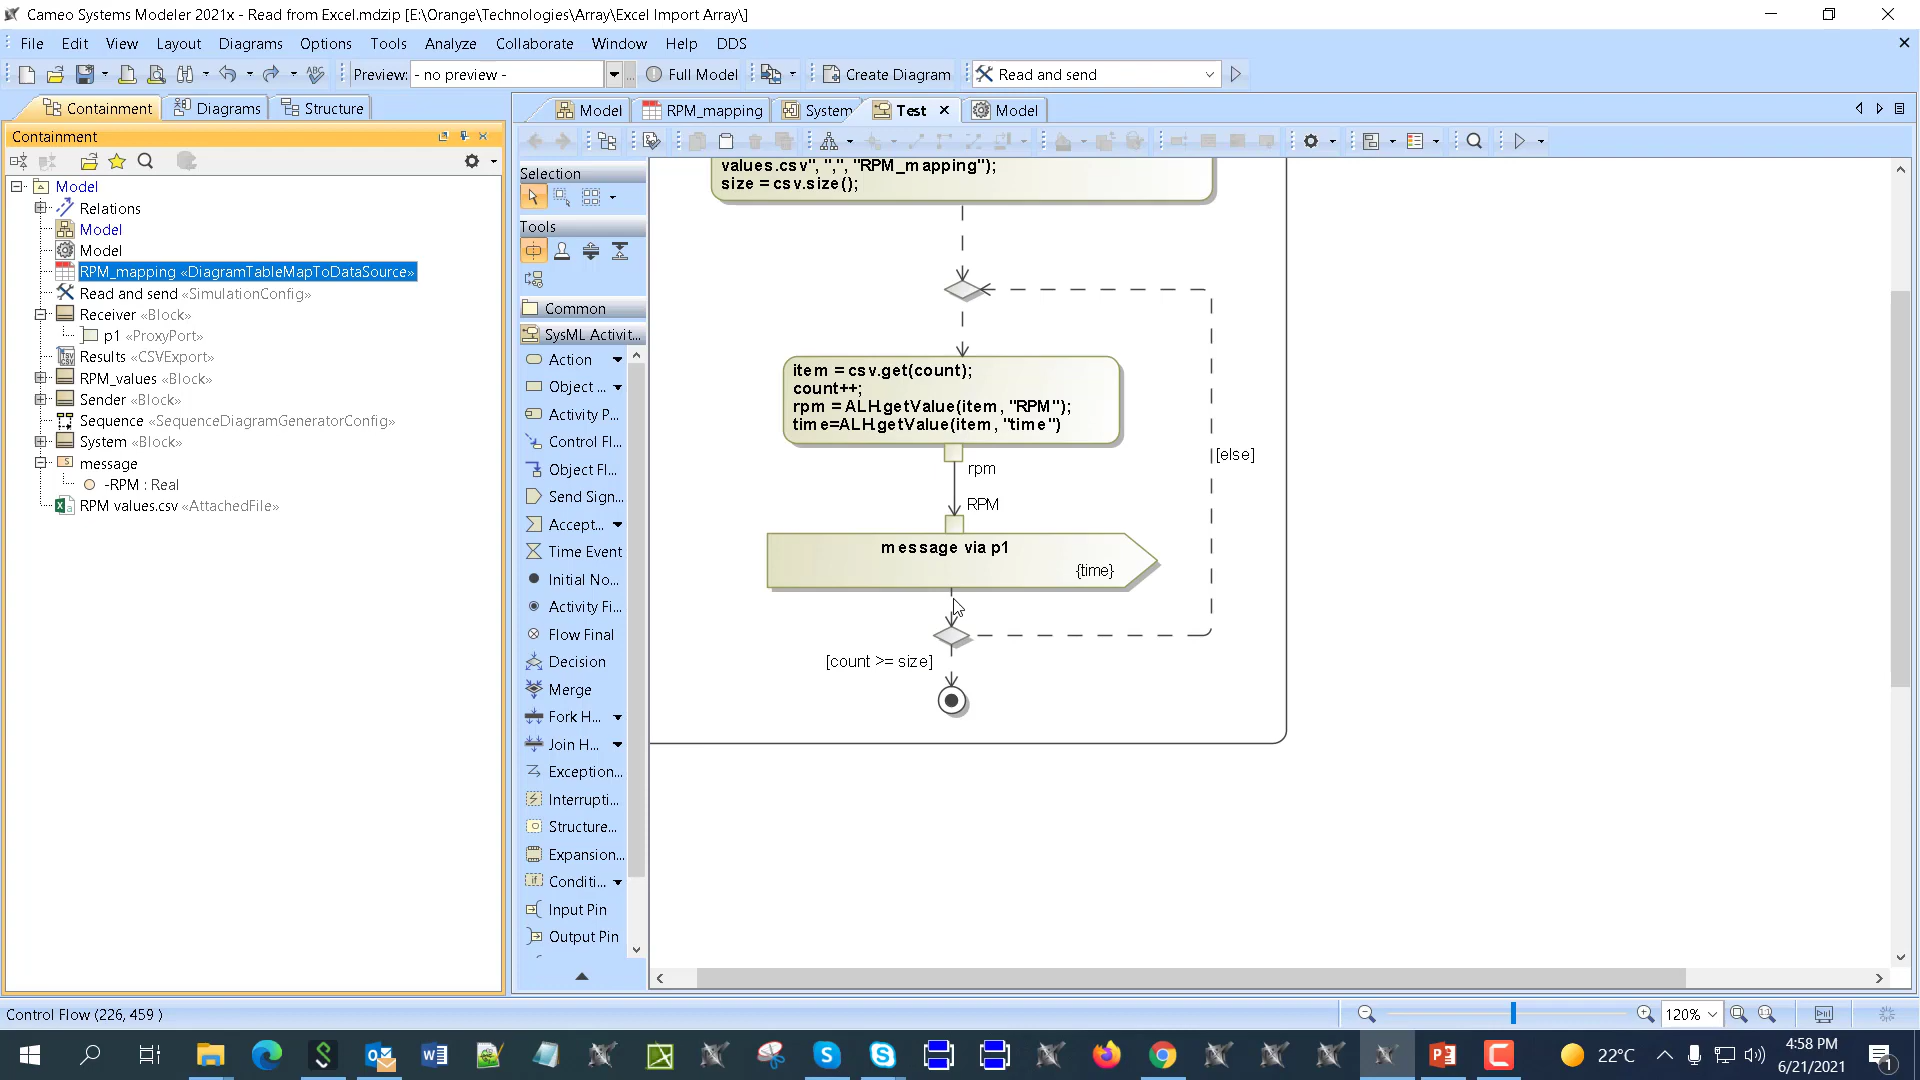 Cameo Systems Modeler 2021x - Read from Excel.mdzip [E:\Orange\Technologies\Array\Excel Import Array\]
File Edit View Layout Diagrams Options Tools Analyze Collaborate Window Help DDS
Preview: - no preview - ... Full Model Create Diagram Read and send
Containment Diagrams Structure
Model RPM_mapping System Test Model
Containment
Model
Relations
Model
Model
RPM_mapping «DiagramTableMapToDataSource»
Read and send «SimulationConfig»
Receiver «Block»
p1 «ProxyPort»
Results «CSVExport»
RPM_values «Block»
Sender «Block»
Sequence «SequenceDiagramGeneratorConfig»
System «Block»
message
-RPM : Real
RPM values.csv «AttachedFile»
Selection
Tools
Common
SysML Activit...
Action
Object ...
Activity P...
Control Fl...
Object Fl...
Send Sign...
Accept...
Time Event
Initial No...
Activity Fi...
Flow Final
Decision
Merge
Fork H...
Join H...
Exception...
Interrupti...
Structure...
Expansion...
Conditi...
Input Pin
Output Pin
values.csv", ",", "RPM_mapping");
size = csv.size();
item = csv.get(count);
count++;
rpm = ALH.getValue(item, "RPM");
time=ALH.getValue(item, "time")
rpm
[else]
RPM
message via p1
{time}
[count >= size]
Control Flow (226, 459 )
120%
22°C
4:58 PM
6/21/2021
1